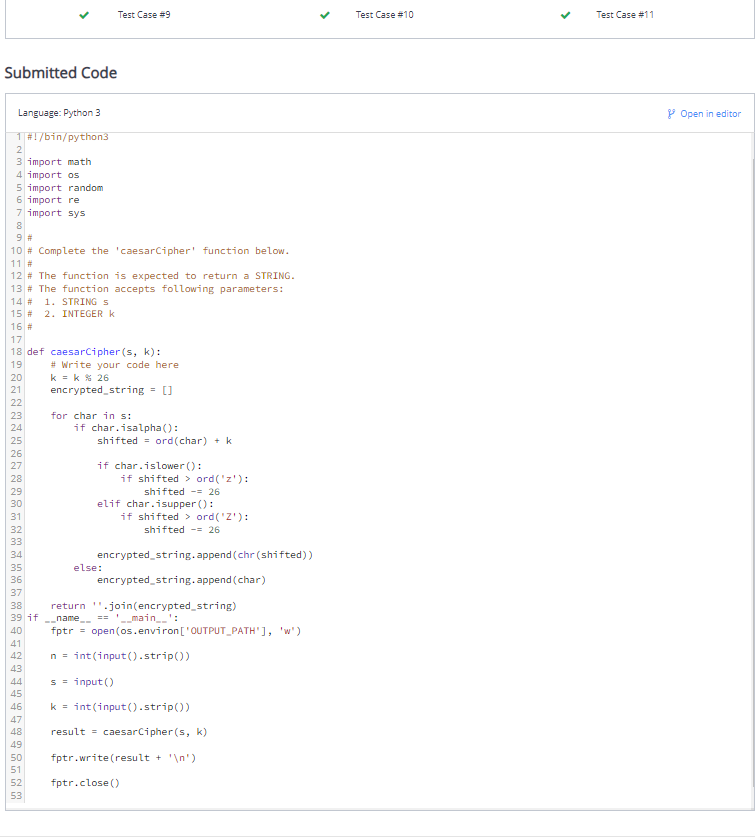 Test Case #9
Test Case #10
Test Case #11
Submitted Code
Language: Python 3
Open in editor
1 #!/bin/python3
2
3 import math
4 import os
5 import random
6 import re
7 import sys
8
9 #
10 # Complete the 'caesarCipher' function below.
11 #
12 # The function is expected to return a STRING.
13 # The function accepts following parameters:
14 #  1. STRING s
15 #  2. INTEGER k
16 #
17
18 def caesarCipher(s, k):
19     # Write your code here
20     k = k % 26
21     encrypted_string = []
22
23     for char in s:
24         if char.isalpha():
25             shifted = ord(char) + k
26
27             if char.islower():
28                 if shifted > ord('z'):
29                     shifted -= 26
30             elif char.isupper():
31                 if shifted > ord('Z'):
32                     shifted -= 26
33
34             encrypted_string.append(chr(shifted))
35         else:
36             encrypted_string.append(char)
37
38     return ''.join(encrypted_string)
39 if __name__ == '__main__':
40     fptr = open(os.environ['OUTPUT_PATH'], 'w')
41
42     n = int(input().strip())
43
44     s = input()
45
46     k = int(input().strip())
47
48     result = caesarCipher(s, k)
49
50     fptr.write(result + '\n')
51
52     fptr.close()
53